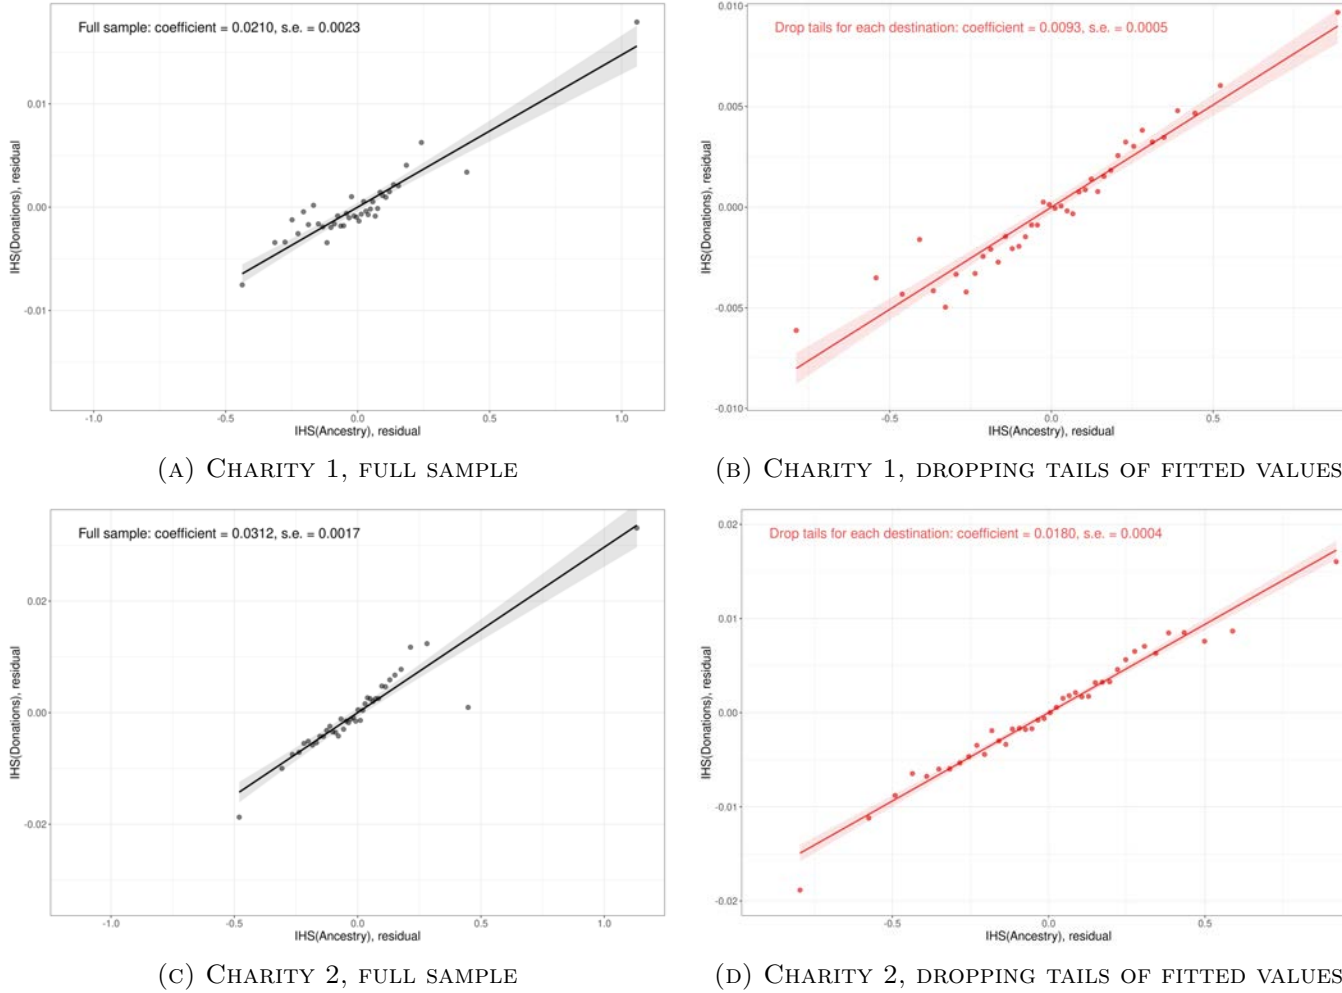 Full sample: coefficient = 0.0210, s.e. = 0.0023
0.01
0.00
-0.01
IHS(Donations), residual
-1.0 -0.5 0.0 0.5 1.0
IHS(Ancestry), residual
(A) Charity 1, full sample
Drop tails for each destination: coefficient = 0.0093, s.e. = 0.0005
0.010
0.005
0.000
-0.005
-0.010
IHS(Donations), residual
-0.5 0.0 0.5
IHS(Ancestry), residual
(B) Charity 1, dropping tails of fitted values
Full sample: coefficient = 0.0312, s.e. = 0.0017
0.02
0.00
-0.02
IHS(Donations), residual
-1.0 -0.5 0.0 0.5 1.0
IHS(Ancestry), residual
(C) Charity 2, full sample
Drop tails for each destination: coefficient = 0.0180, s.e. = 0.0004
0.02
0.01
0.00
-0.01
-0.02
IHS(Donations), residual
-0.5 0.0 0.5
IHS(Ancestry), residual
(D) Charity 2, dropping tails of fitted values